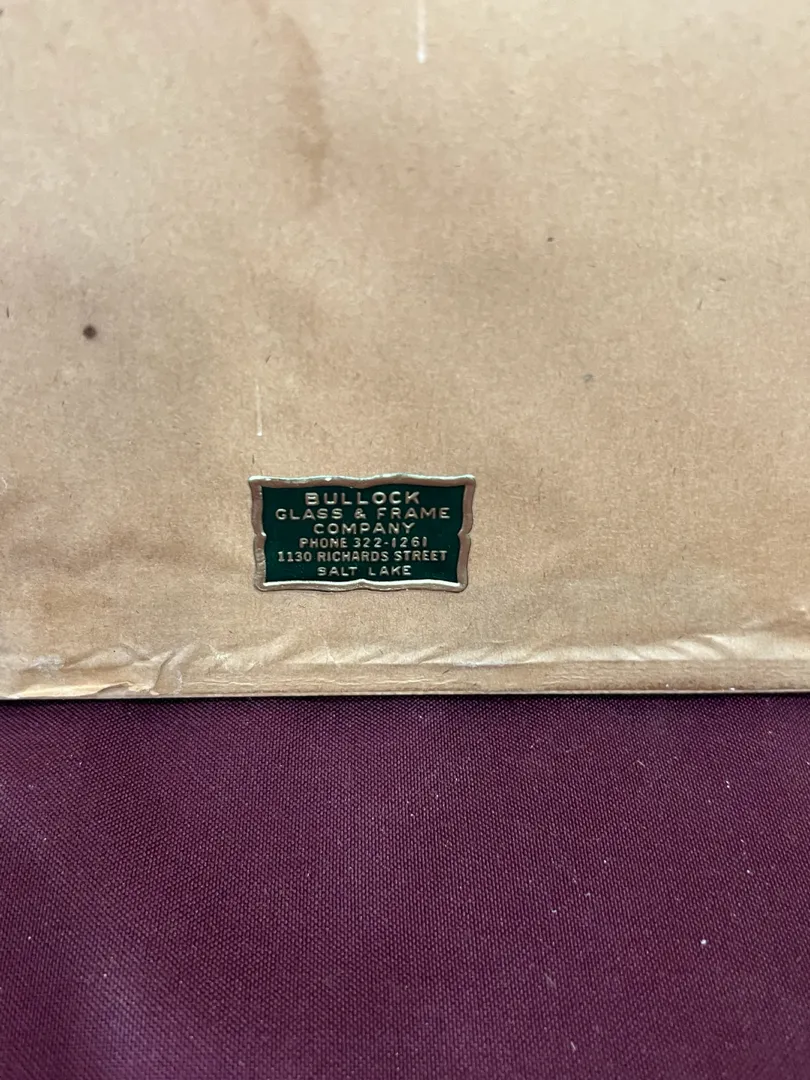 BULLOCK
GLASS & FRAME
COMPANY
PHONE 322-1261
1130 RICHARDS STREET
SALT LAKE